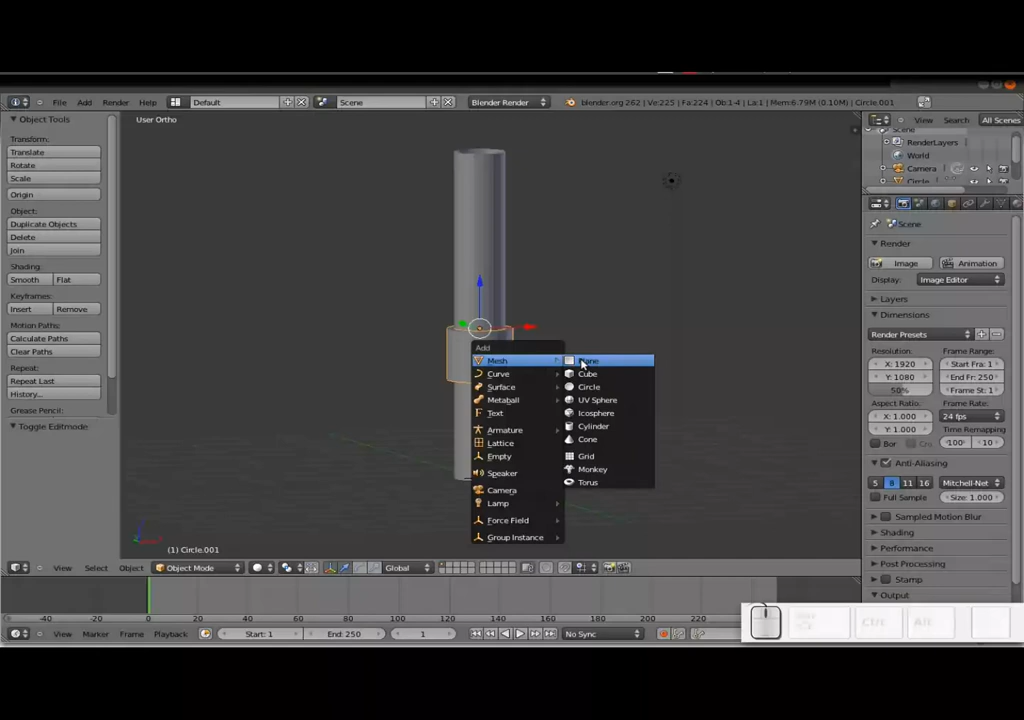 File Add Render Help Default Scene Blender Render blender.org 262 | Ve:225 | Fa:224 | Ob:1-4 | La:1 | Mem:6.79M (0.10M) | Circle.001
Object Tools
Transform:
Translate
Rotate
Scale
Origin
Object:
Duplicate Objects
Delete
Join
Shading:
Smooth Flat
Keyframes:
Insert Remove
Motion Paths:
Calculate Paths
Clear Paths
Repeat:
Repeat Last
History...
Grease Pencil:
Toggle Editmode
User Ortho
Add
Mesh
Curve
Surface
Metaball
Text
Armature
Lattice
Empty
Speaker
Camera
Lamp
Force Field
Group Instance
Plane
Cube
Circle
UV Sphere
Icosphere
Cylinder
Cone
Grid
Monkey
Torus
(1) Circle.001
View Select Object Object Mode Global
-40 -20 0 20 40 60 80 100 120 140 160 180 200 220
View Marker Frame Playback Start: 1 End: 250 1 No Sync
View Search All Scenes
Scene
RenderLayers
World
Camera
Circle
Scene
Render
Image Animation
Display: Image Editor
Layers
Dimensions
Render Presets
Resolution: Frame Range:
X: 1920 Start Fra: 1
Y: 1080 End Fr: 250
50% Frame St: 1
Aspect Ratio: Frame Rate:
X: 1.000 24 fps
Y: 1.000 Time Remapping
Bor Cro 100 10
Anti-Aliasing
5 8 11 16 Mitchell-Net
Full Sample Size: 1.000
Sampled Motion Blur
Shading
Performance
Post Processing
Stamp
Output
Ctrl Alt